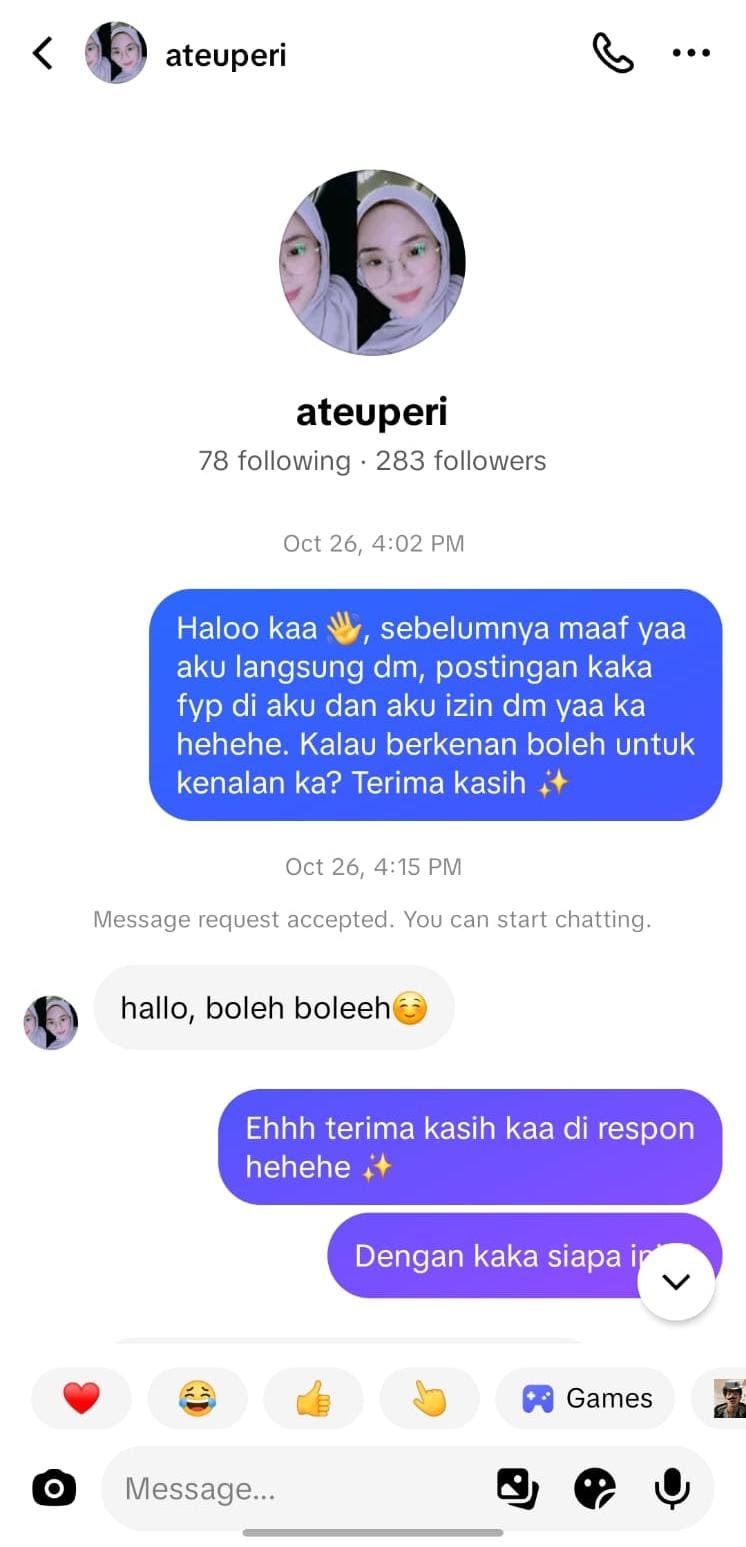 ateuperi
ateuperi
78 following · 283 followers
Oct 26, 4:02 PM
Haloo kaa 👋, sebelumnya maaf yaa
aku langsung dm, postingan kaka
fyp di aku dan aku izin dm yaa ka
hehehe. Kalau berkenan boleh untuk
kenalan ka? Terima kasih ✨
Oct 26, 4:15 PM
Message request accepted. You can start chatting.
hallo, boleh boleeh☺️
Ehhh terima kasih kaa di respon
hehehe ✨
Dengan kaka siapa
Games
Message...